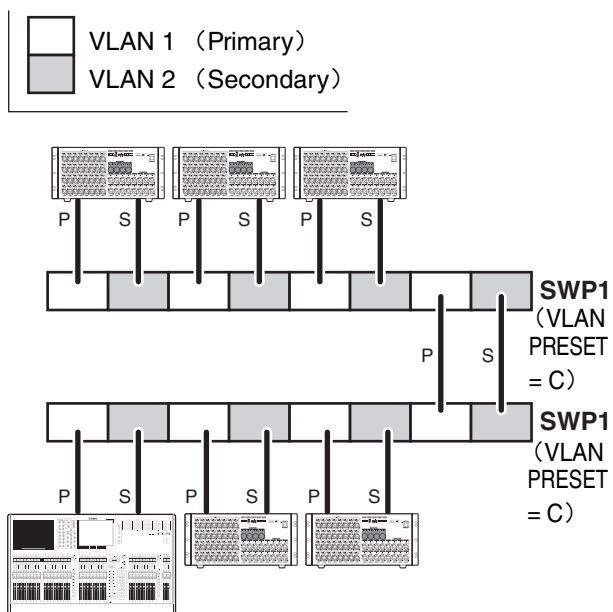 VLAN 1 （Primary）
VLAN 2 （Secondary）
P S P S P S
SWP1
（VLAN
PRESET
= C）
P S
SWP1
（VLAN
PRESET
= C）
P S P S P S